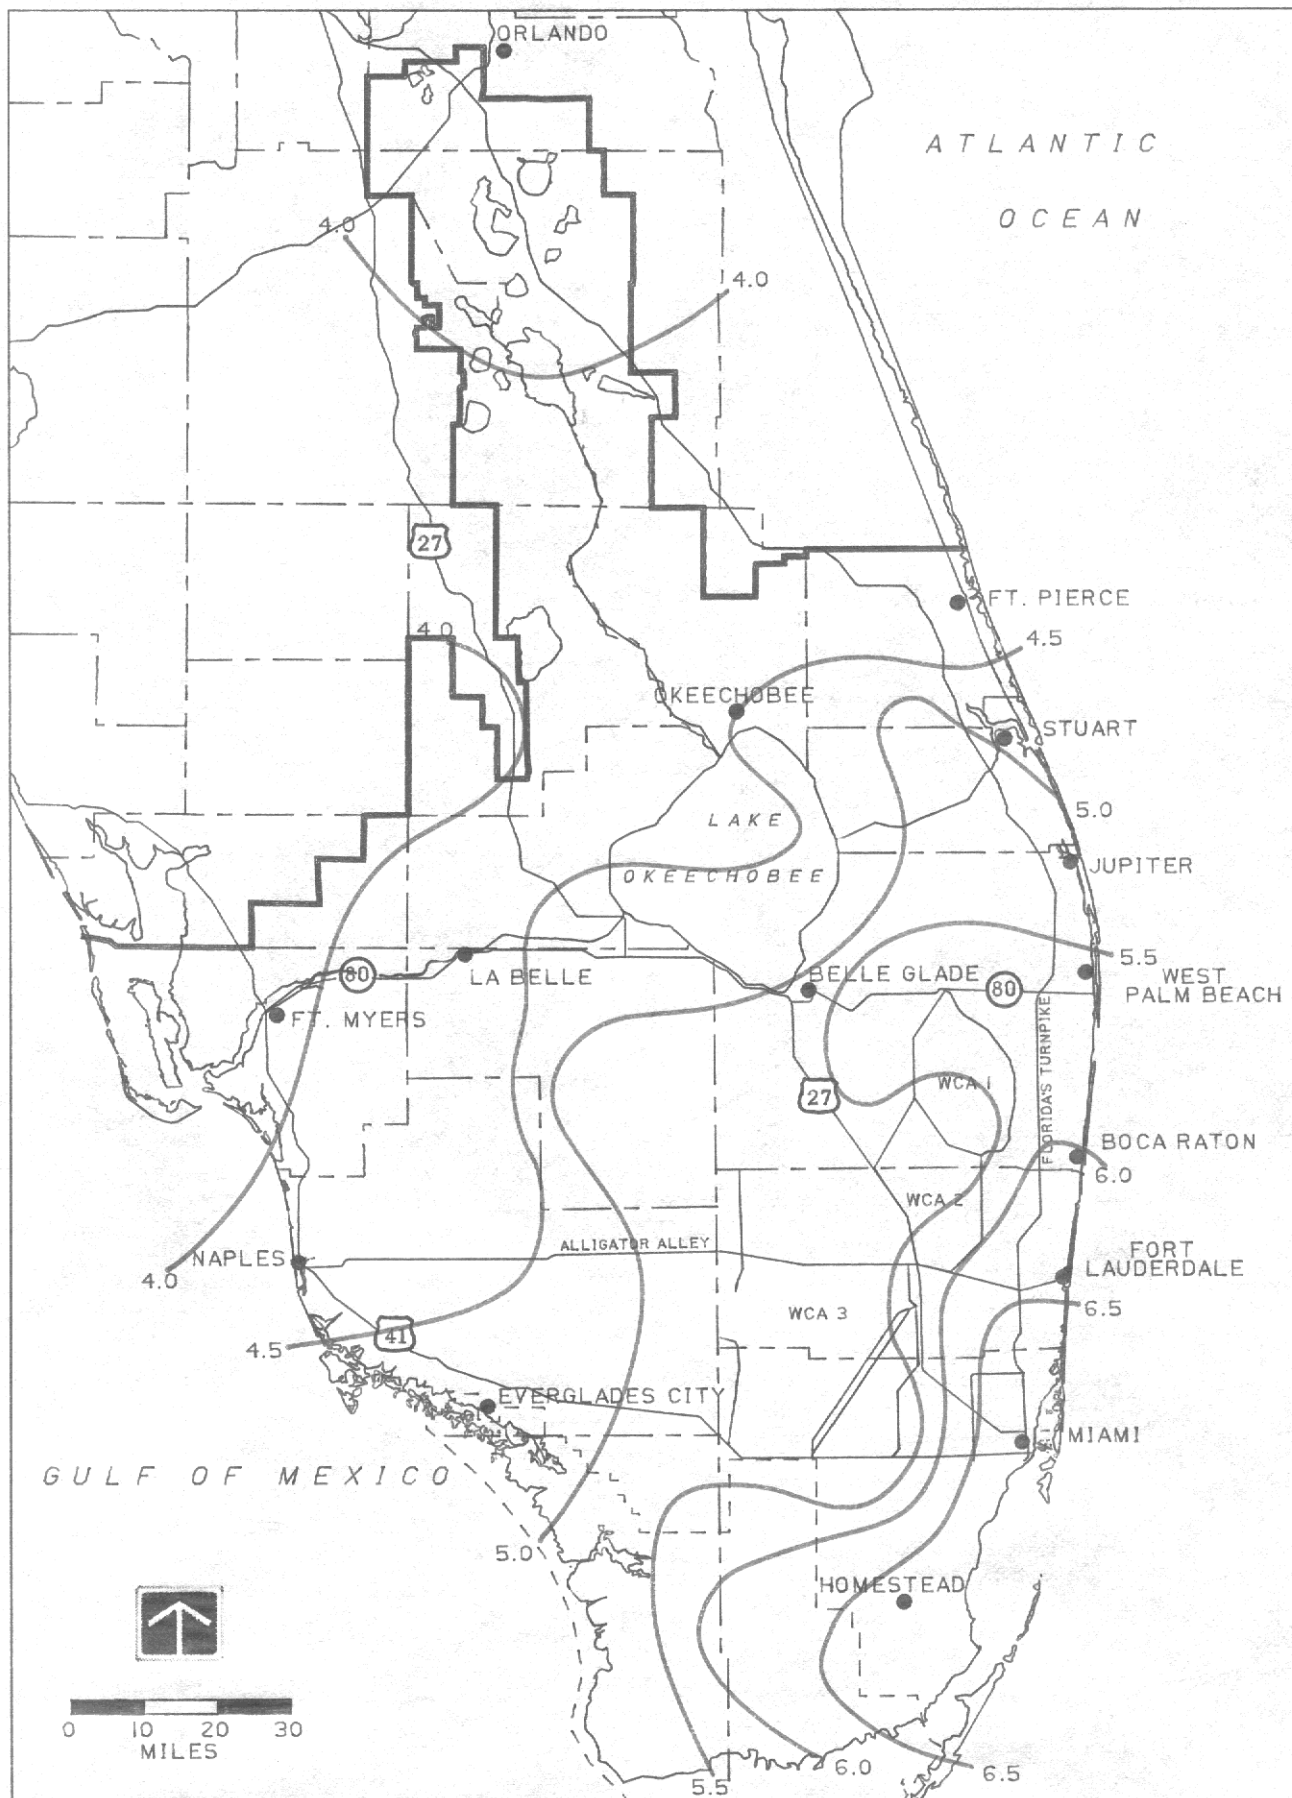 ORLANDO
ATLANTIC
OCEAN
4.0
4.0
27
FT. PIERCE
4.0
4.5
OKEECHOBEE
STUART
5.0
LAKE
OKEECHOBEE
JUPITER
5.5
80
LA BELLE
BELLE GLADE
80
WEST
PALM BEACH
FT. MYERS
FLORIDA'S TURNPIKE
WCA 1
27
BOCA RATON
6.0
WCA 2
NAPLES
ALLIGATOR ALLEY
FORT
LAUDERDALE
4.0
WCA 3
6.5
41
4.5
EVERGLADES CITY
MIAMI
GULF OF MEXICO
5.0
HOMESTEAD
0 10 20 30
MILES
5.5
6.0
6.5